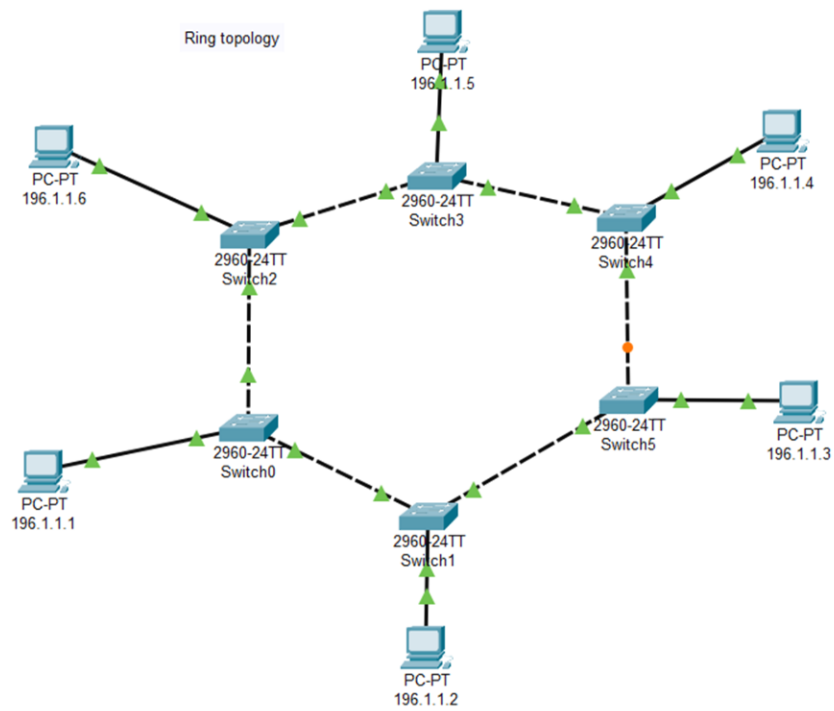 Ring topology
PC-PT
196.1.1.5
PC-PT
196.1.1.6
PC-PT
196.1.1.4
2960-24TT
Switch3
2960-24TT
Switch4
2960-24TT
Switch2
2960-24TT
Switch5
PC-PT
196.1.1.3
2960-24TT
Switch0
PC-PT
196.1.1.1
2960-24TT
Switch1
PC-PT
196.1.1.2